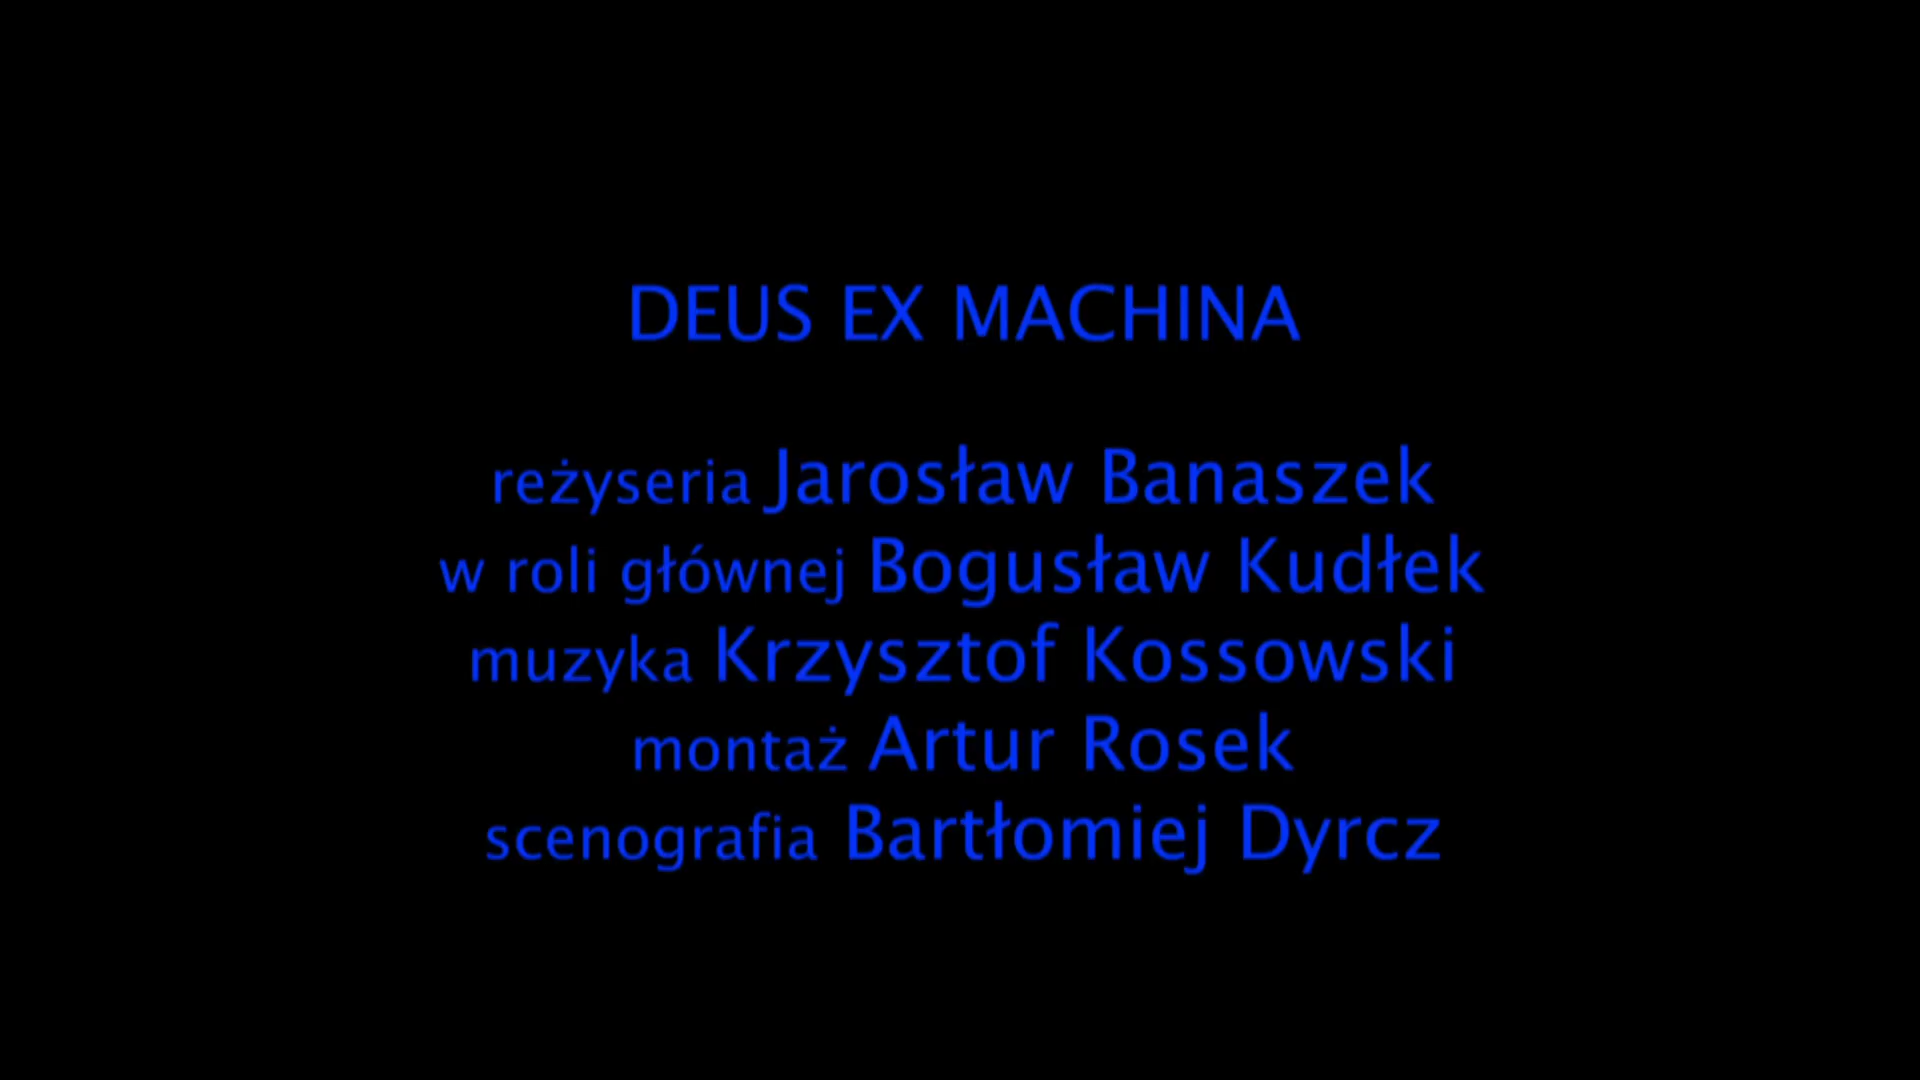 DEUS EX MACHINA
reżyseria Jarosław Banaszek
w roli głównej Bogusław Kudłek
muzyka Krzysztof Kossowski
montaż Artur Rosek
scenografia Bartłomiej Dyrcz